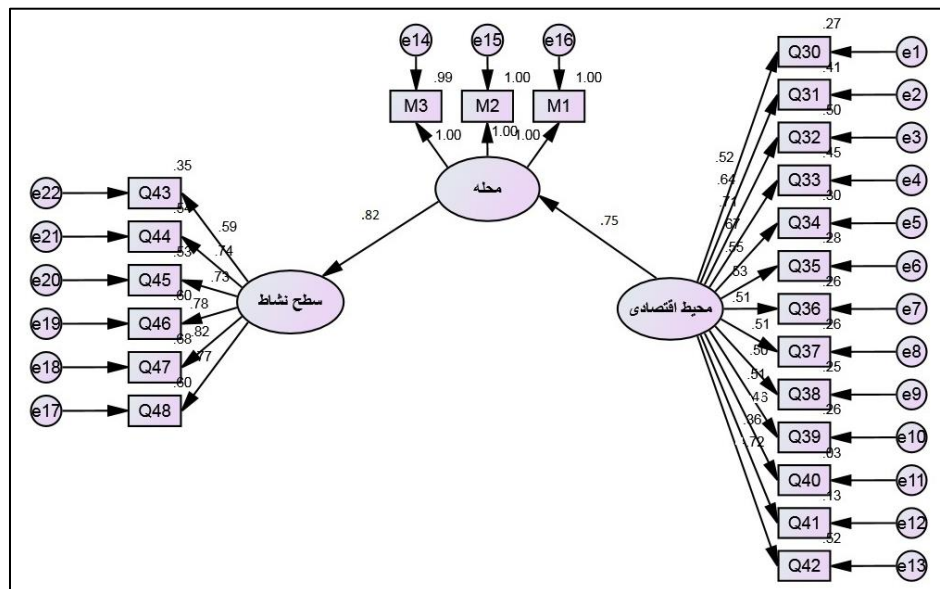 .27
e14 e15 e16 Q30 e1
.99 1.00 1.00 .41
M3 M2 M1 Q31 e2
.50
1.00 1.00 1.00 Q32 e3
.45
.35 .52 Q33 e4
e22 Q43 محله .64 .30
.54 .71 Q34 e5
e21 Q44 .59 .82 .75 .67 .28
.53 .74 .55 Q35 e6
e20 Q45 .73 .53 .26
.60 سطح نشاط محیط اقتصادی .51 Q36 e7
e19 Q46 .78 .26
.68 .82 .51 Q37 e8
e18 Q47 .77 .50 .25
.60 .51 Q38 e9
e17 Q48 .26
.36 Q39 e10
.72 .03
Q40 e11
.13
Q41 e12
.52
Q42 e13